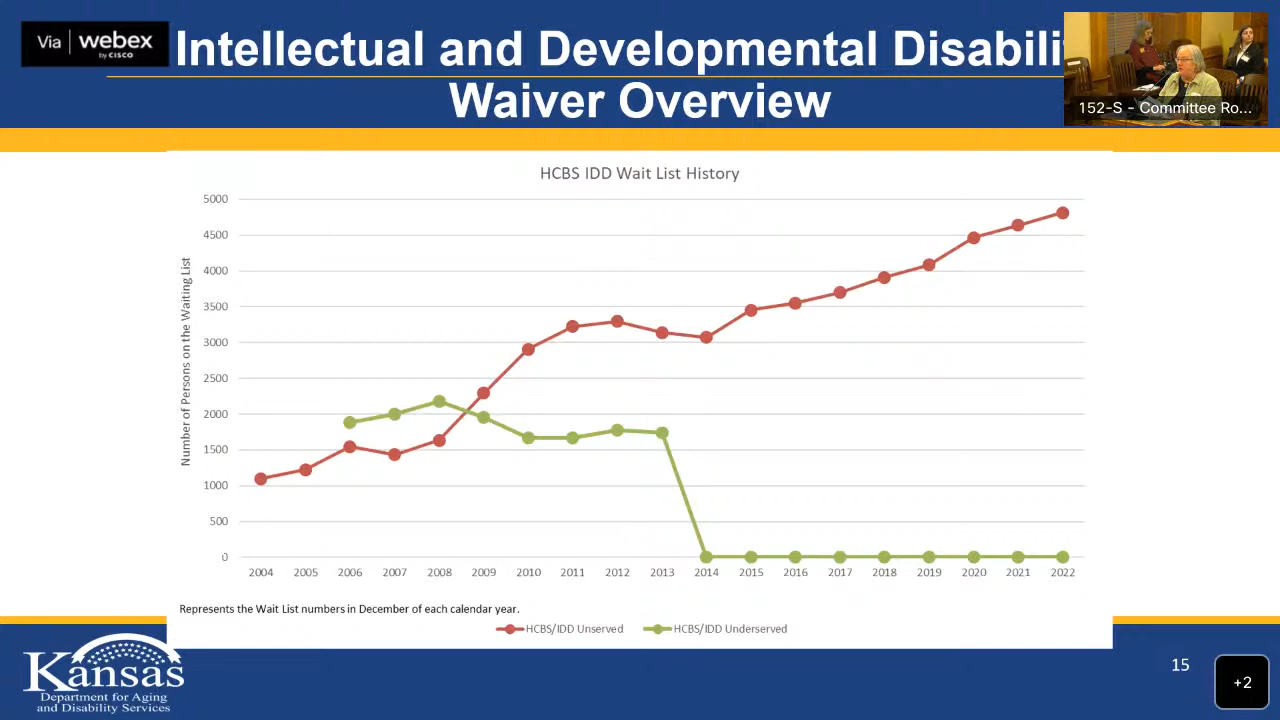 Via webex
by CISCO
Intellectual and Developmental Disabili
Waiver Overview
152-S - Committee Ro...
HCBS IDD Wait List History
Number of Persons on the Waiting List
5000
4500
4000
3500
3000
2500
2000
1500
1000
500
0
2004 2005 2006 2007 2008 2009 2010 2011 2012 2013 2014 2015 2016 2017 2018 2019 2020 2021 2022
Represents the Wait List numbers in December of each calendar year.
HCBS/IDD Unserved HCBS/IDD Underserved
Kansas
Department for Aging
and Disability Services
15
+2